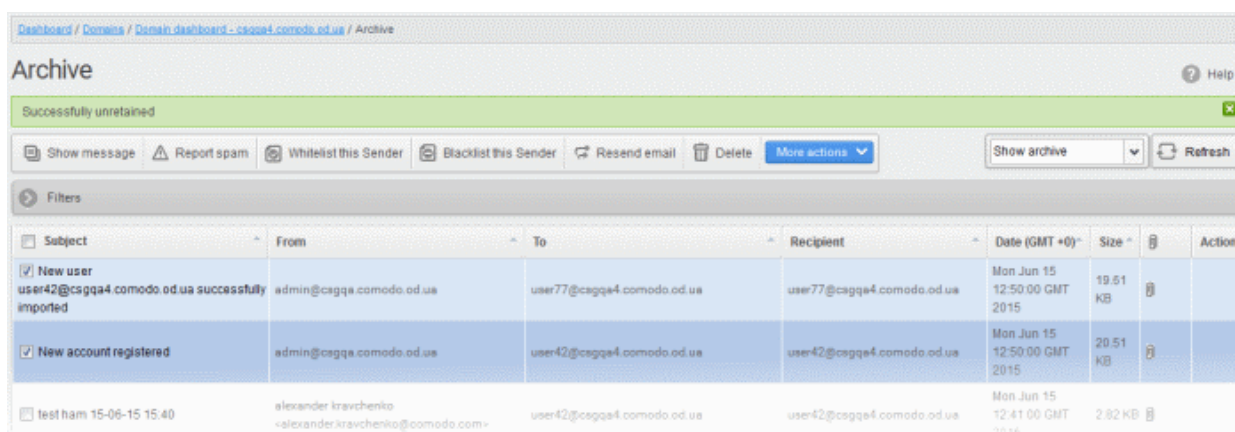 Dashboard / Domains / Domain dashboard - csgqa4.comodo.od.ua / Archive
Archive
Help
Successfully unretained
Show message Report spam Whitelist this Sender Blacklist this Sender Resend email Delete More actions Show archive Refresh
Filters
Subject From To Recipient Date (GMT +0) Size Action
New user
user42@csgqa4.comodo.od.ua successfully
imported
admin@csgqa.comodo.od.ua
user77@csgqa4.comodo.od.ua
user77@csgqa4.comodo.od.ua
Mon Jun 15
12:50:00 GMT
2015
19.51
KB
New account registered
admin@csgqa.comodo.od.ua
user42@csgqa4.comodo.od.ua
user42@csgqa4.comodo.od.ua
Mon Jun 15
12:50:00 GMT
2015
20.51
KB
test ham 15-06-15 15:40
alexander kravchenko
<alexander.kravchenko@comodo.com>
user42@csgqa4.comodo.od.ua
user42@csgqa4.comodo.od.ua
Mon Jun 15
12:41:00 GMT
2015
2.82 KB